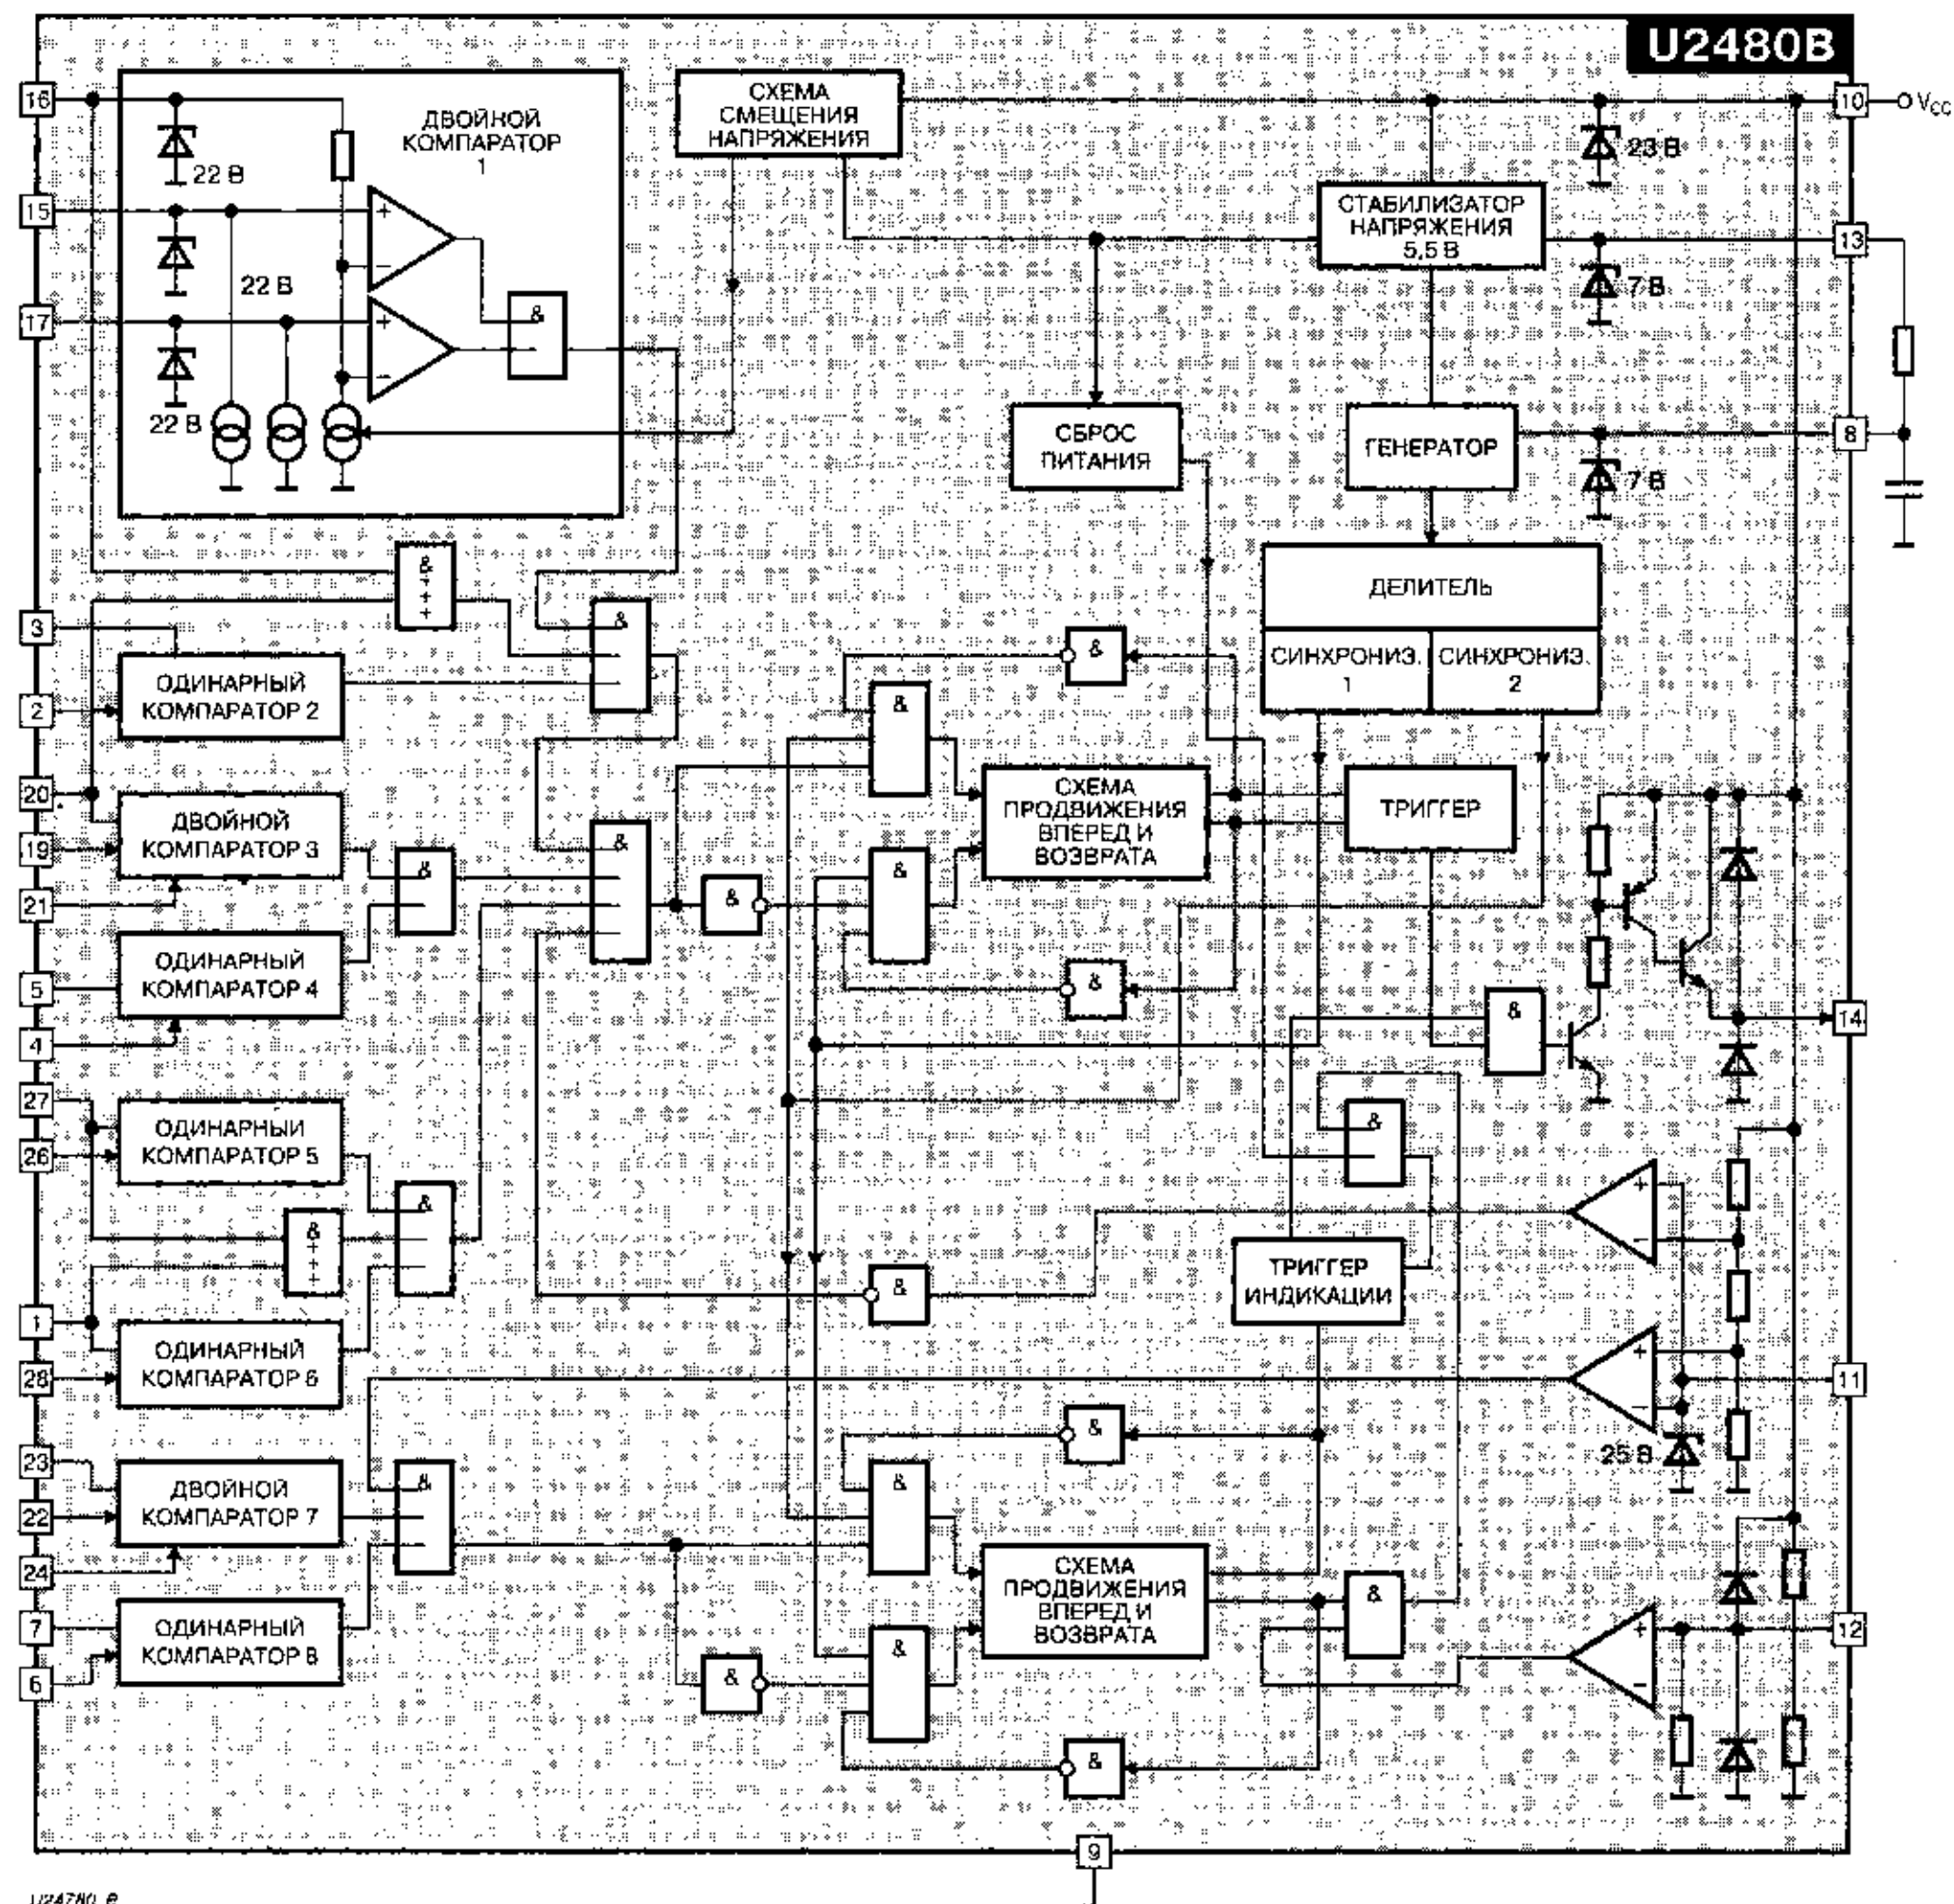 U2480B
16
ДВОЙНОЙ
КОМПАРАТОР
1
22 В
15
+
−
22 В
17
+
−
&
22 В
СХЕМА
СМЕЩЕНИЯ
НАПРЯЖЕНИЯ
10
VCC
23 В
СТАБИЛИЗАТОР
НАПРЯЖЕНИЯ
5,5 В
13
7 В
СБРОС
ПИТАНИЯ
ГЕНЕРАТОР
8
7 В
ДЕЛИТЕЛЬ
СИНХРОНИЗ.
1
СИНХРОНИЗ.
2
&
+
+
&
3
ОДИНАРНЫЙ
КОМПАРАТОР 2
2
20
ДВОЙНОЙ
КОМПАРАТОР 3
19
21
&
&
&
ОДИНАРНЫЙ
КОМПАРАТОР 4
5
4
&
&
&
&
СХЕМА
ПРОДВИЖЕНИЯ
ВПЕРЕД И
ВОЗВРАТА
ТРИГГЕР
&
14
27
ОДИНАРНЫЙ
КОМПАРАТОР 5
26
&
+
+
&
1
ОДИНАРНЫЙ
КОМПАРАТОР 6
28
&
&
ТРИГГЕР
ИНДИКАЦИИ
+
−
+
−
11
25 В
23
ДВОЙНОЙ
КОМПАРАТОР 7
22
24
&
7
ОДИНАРНЫЙ
КОМПАРАТОР 8
6
&
&
&
&
&
СХЕМА
ПРОДВИЖЕНИЯ
ВПЕРЕД И
ВОЗВРАТА
&
+
−
12
9
U24780 e